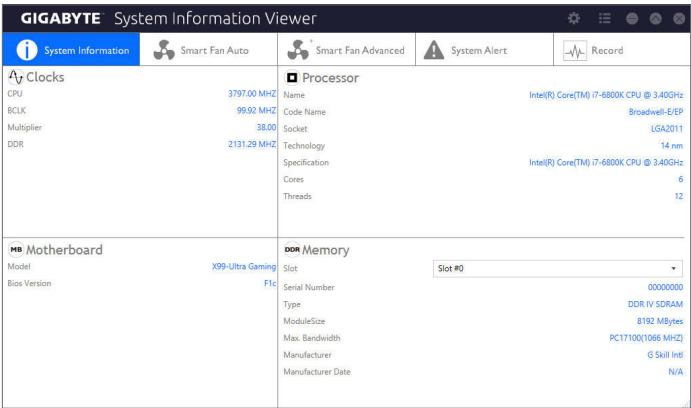 GIGABYTE™ System Information Viewer
System Information
Smart Fan Auto
Smart Fan Advanced
System Alert
Record
Clocks
CPU 3797.00 MHZ
BCLK 99.92 MHZ
Multiplier 38.00
DDR 2131.29 MHZ
Processor
Name Intel(R) Core(TM) i7-6800K CPU @ 3.40GHz
Code Name Broadwell-E/EP
Socket LGA2011
Technology 14 nm
Specification Intel(R) Core(TM) i7-6800K CPU @ 3.40GHz
Cores 6
Threads 12
MB Motherboard
Model X99-Ultra Gaming
Bios Version F1c
DDR Memory
Slot Slot #0
Serial Number 00000000
Type DDR IV SDRAM
ModuleSize 8192 MBytes
Max. Bandwidth PC17100(1066 MHZ)
Manufacturer G Skill Intl
Manufacturer Date N/A